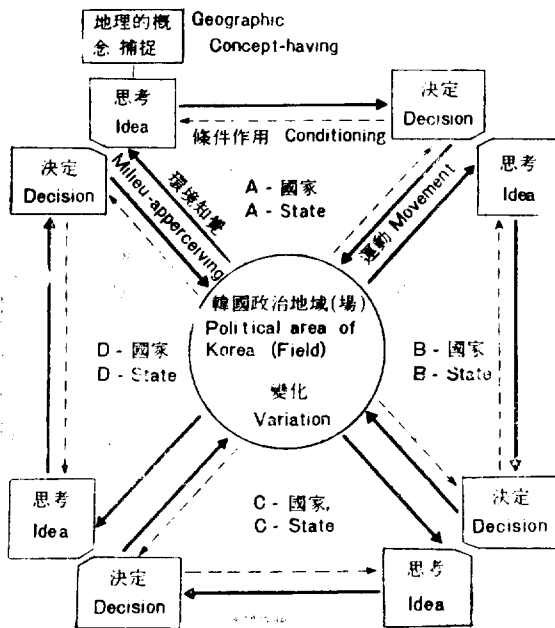 地理的概 Geographic
念 捕捉 Concept-having
思考
Idea
決定
Decision
條件作用 Conditioning
決定
Decision
思考
Idea
環境知覺
Milieu-apperceiving
A - 國家
A - State
運動 Movement
韓國政治地域(場)
Political area of
Korea (Field)
變化
Variation
D - 國家
D - State
B - 國家
B - State
思考
Idea
C - 國家,
C - State
決定
Decision
決定
Decision
思考
Idea